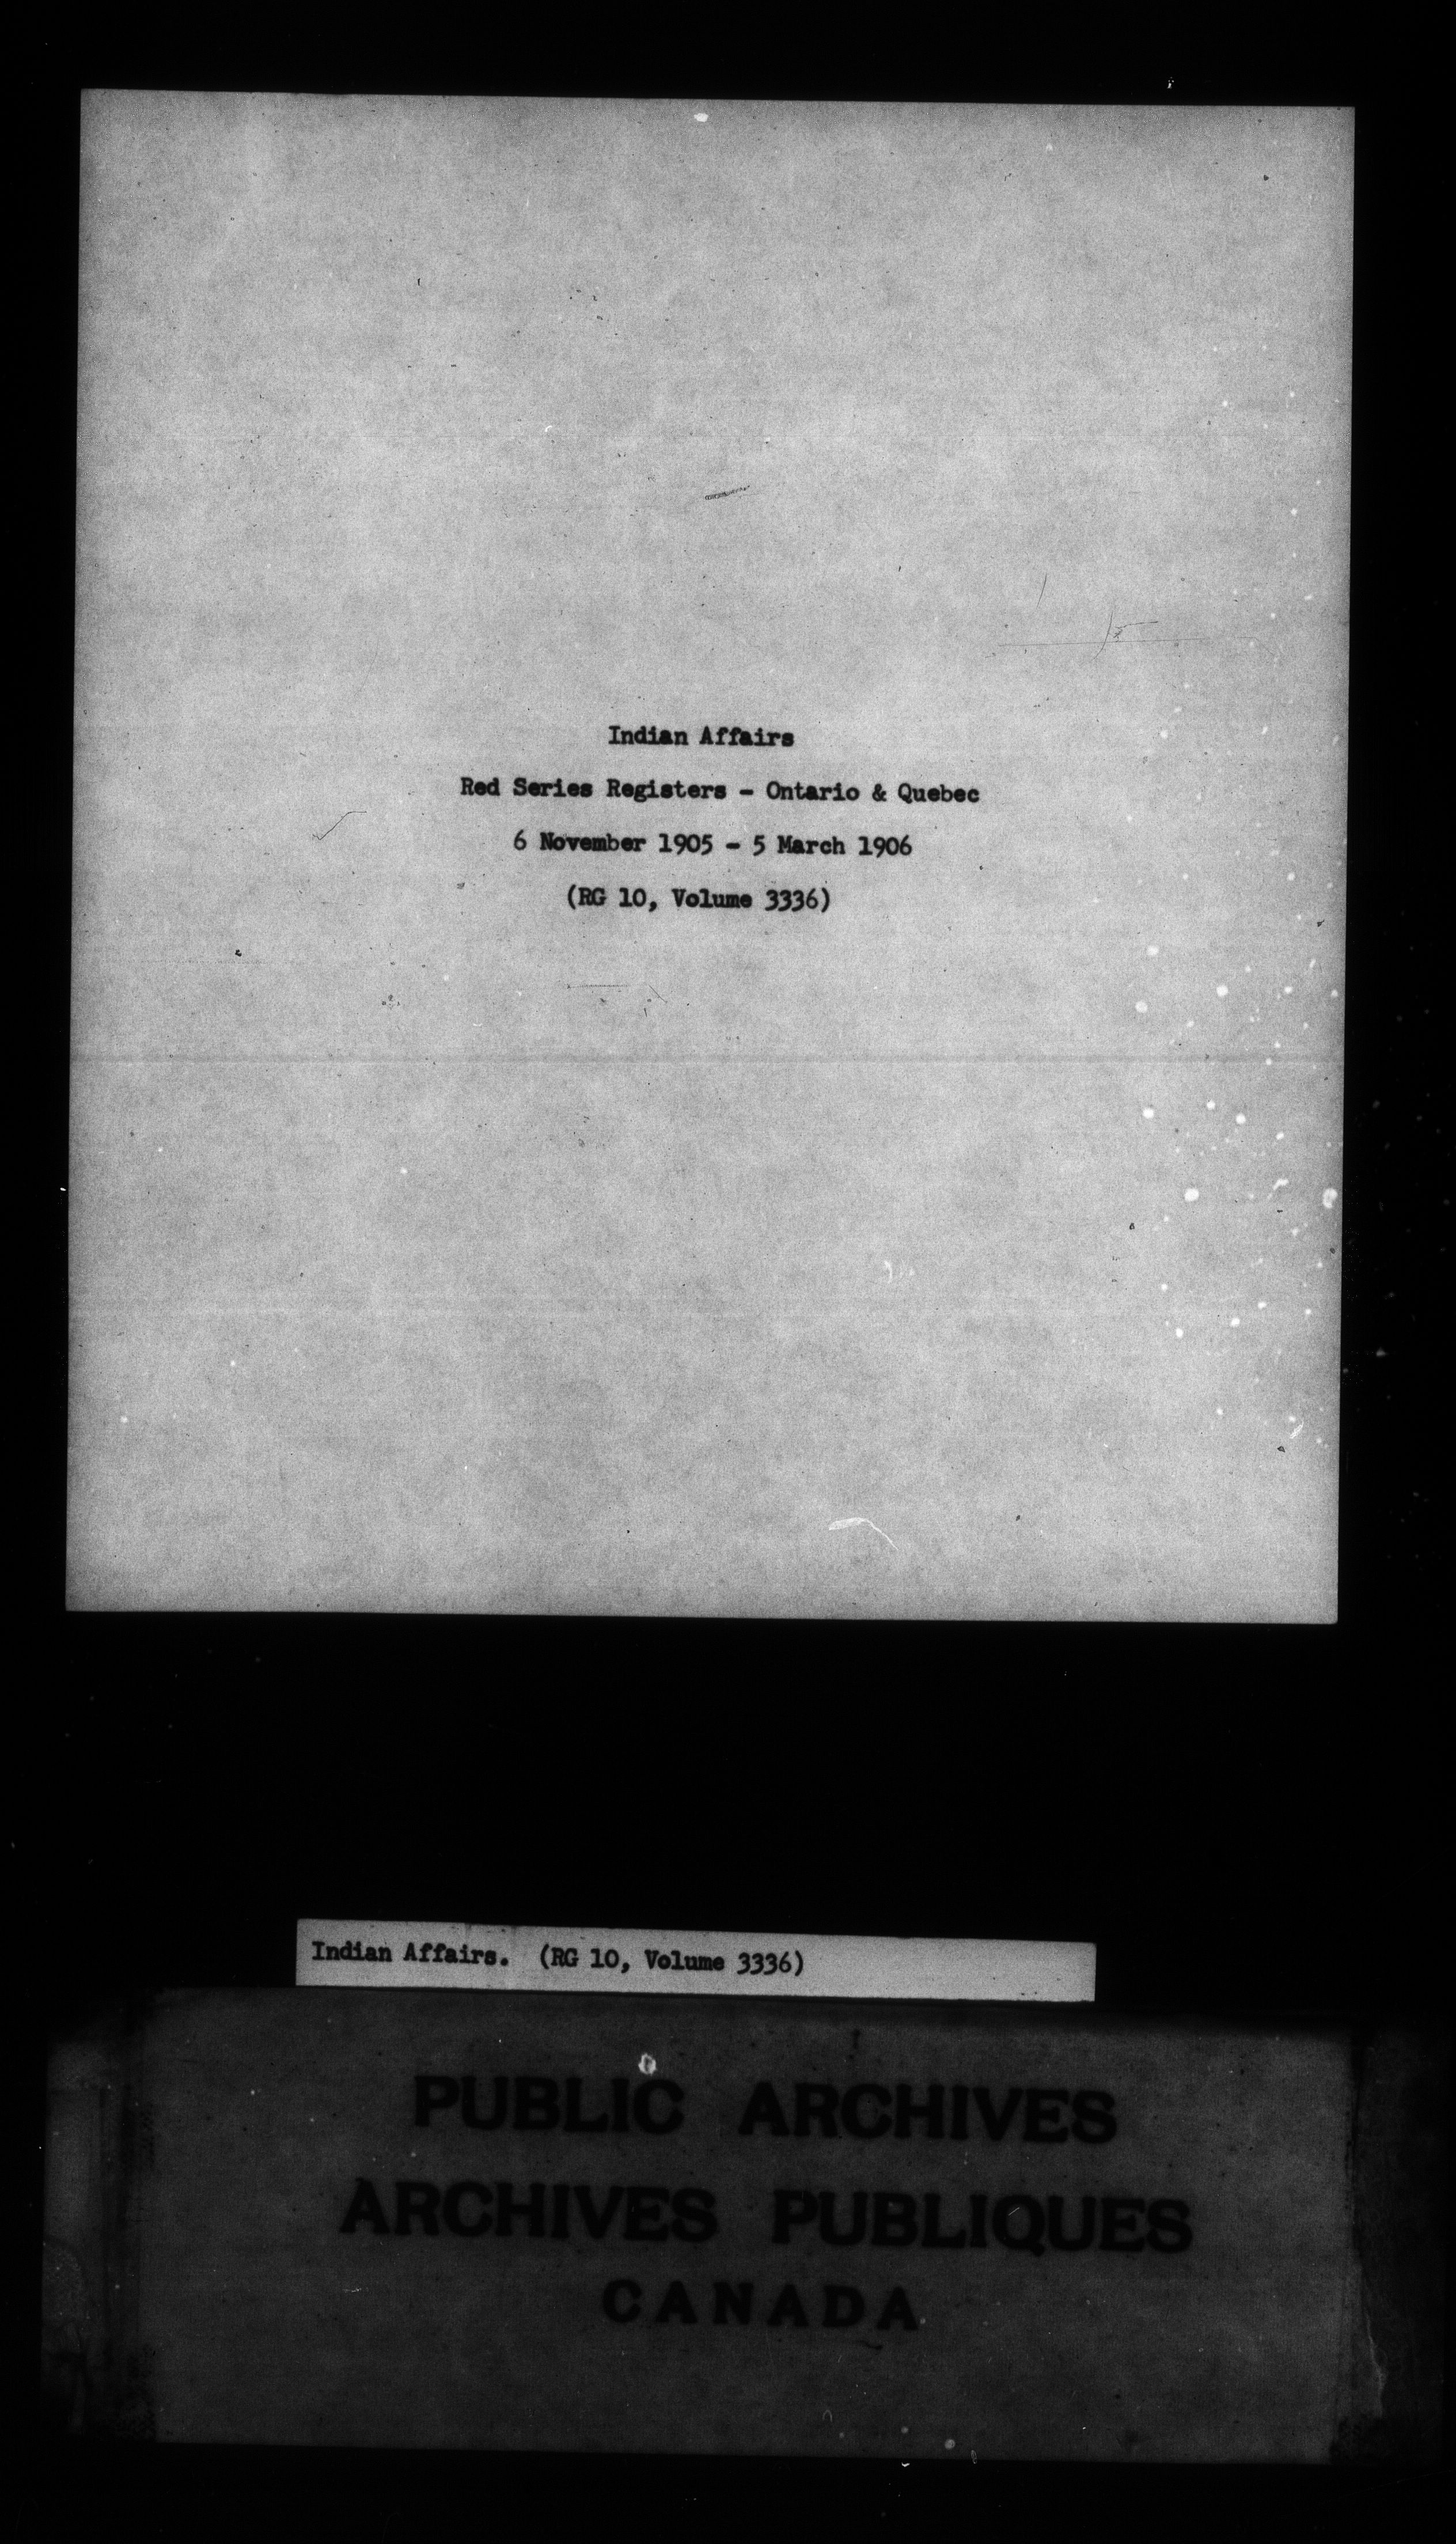 Indian Affairs
Red Series Registers - Ontario & Quebec
6 November 1905 - 5 March 1906
(RG 10, Volume 3336)
Indian Affairs. (RG 10, Volume 3336)
PUBLIC ARCHIVES
ARCHIVES PUBLIQUES
CANADA